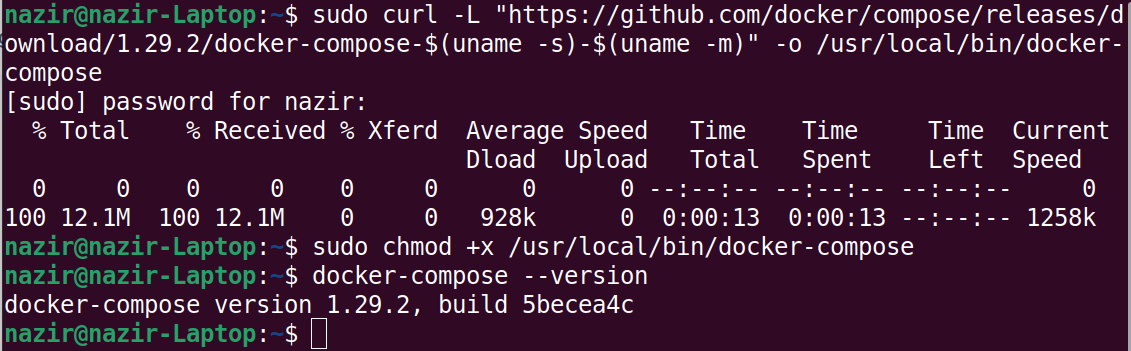 nazir@nazir-Laptop:~$ sudo curl -L "https://github.com/docker/compose/releases/d
ownload/1.29.2/docker-compose-$(uname -s)-$(uname -m)" -o /usr/local/bin/docker-
compose
[sudo] password for nazir:
  % Total    % Received % Xferd  Average Speed   Time    Time     Time  Current
                                 Dload  Upload   Total   Spent    Left  Speed
  0     0    0     0    0     0      0      0 --:--:-- --:--:-- --:--:--     0
100 12.1M  100 12.1M    0     0   928k      0  0:00:13  0:00:13 --:--:-- 1258k
nazir@nazir-Laptop:~$ sudo chmod +x /usr/local/bin/docker-compose
nazir@nazir-Laptop:~$ docker-compose --version
docker-compose version 1.29.2, build 5becea4c
nazir@nazir-Laptop:~$